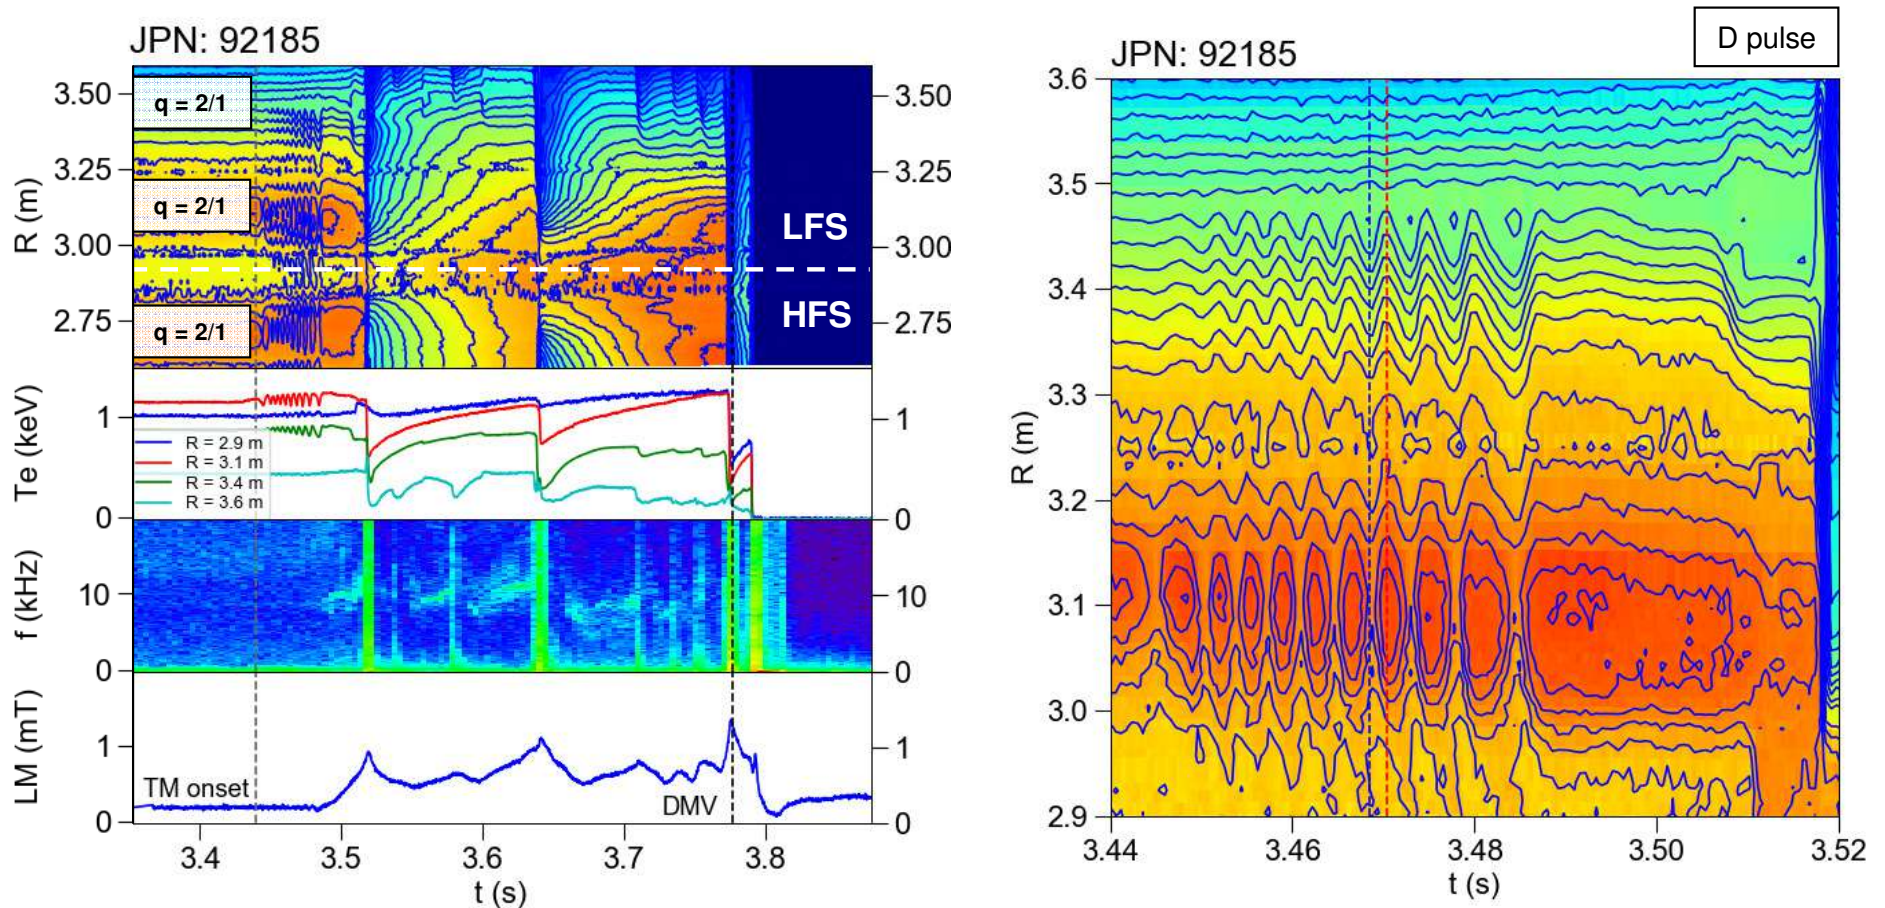 JPN: 92185
R (m)
3.50
3.25
3.00
2.75
q = 2/1
q = 2/1
q = 2/1
LFS
HFS
3.50
3.25
3.00
2.75
Te (keV)
1
0
R = 2.9 m
R = 3.1 m
R = 3.4 m
R = 3.6 m
1
0
f (kHz)
10
0
10
0
LM (mT)
1
0
TM onset
DMV
1
0
3.4 3.5 3.6 3.7 3.8
t (s)
D pulse
JPN: 92185
R (m)
3.6
3.5
3.4
3.3
3.2
3.1
3.0
2.9
3.44 3.46 3.48 3.50 3.52
t (s)